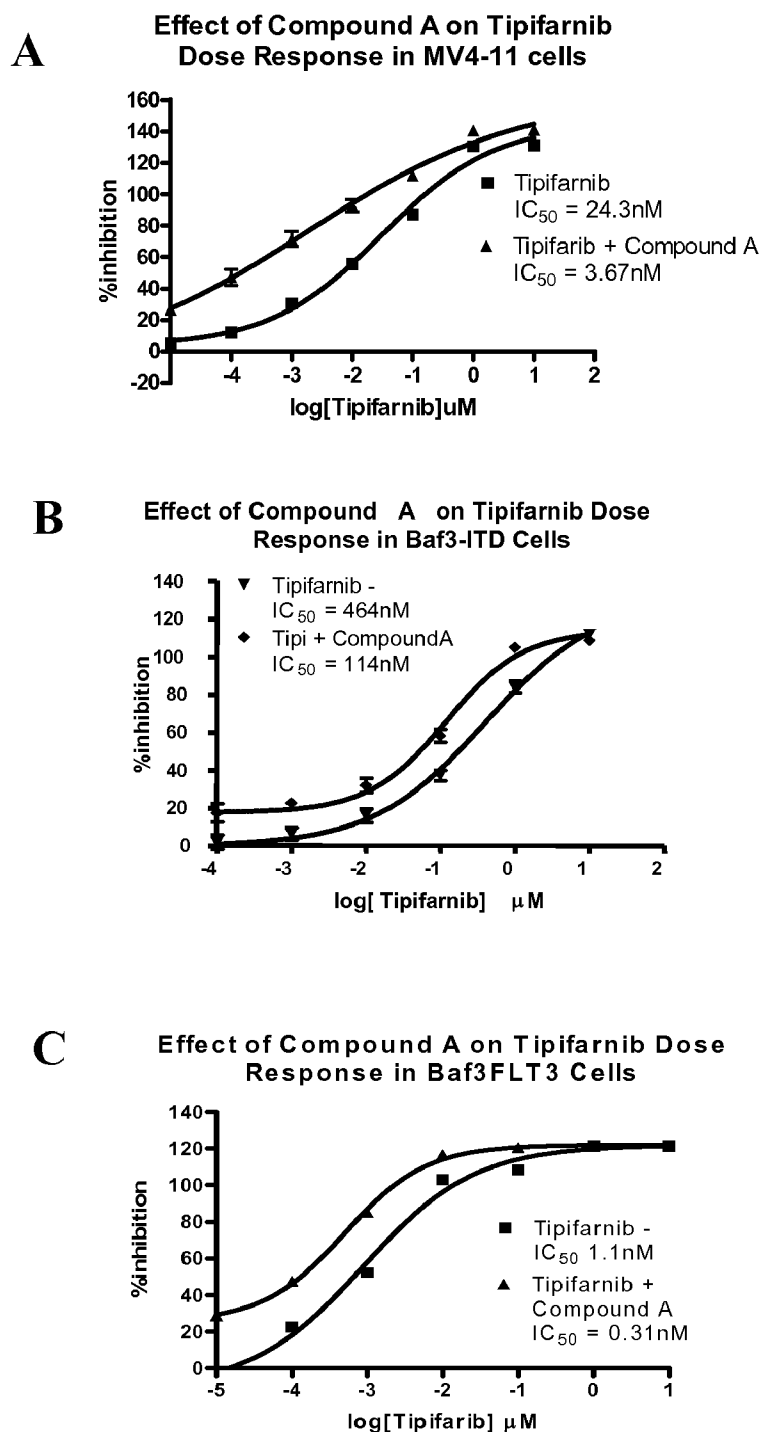 A
Effect of Compound A on Tipifarnib
Dose Response in MV4-11 cells
160
140
120
100
80
60
40
20
0
-20
%inhibition
Tipifarnib
IC50 = 24.3nM
Tipifarib + Compound A
IC50 = 3.67nM
-4 -3 -2 -1 0 1 2
log[Tipifarnib]uM
B
Effect of Compound A on Tipifarnib Dose
Response in Baf3-ITD Cells
140
120
100
80
60
40
20
0
%inhibition
Tipifarnib -
IC50 = 464nM
Tipi + CompoundA
IC50 = 114nM
-4 -3 -2 -1 0 1 2
log[ Tipifarnib] μM
C
Effect of Compound A on Tipifarnib Dose
Response in Baf3FLT3 Cells
140
120
100
80
60
40
20
0
%inhibition
Tipifarnib -
IC50 1.1nM
Tipifarnib +
Compound A
IC50 = 0.31nM
-5 -4 -3 -2 -1 0 1
log[Tipifarib] μM